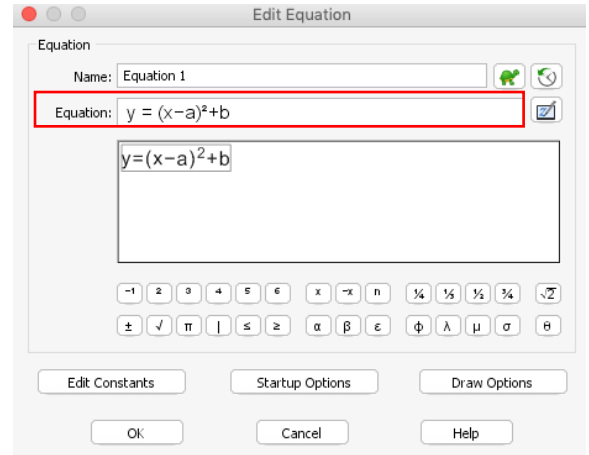 Edit Equation
Equation
Name: Equation 1
Equation: y = (x−a)²+b
y=(x−a)²+b
⁻¹ ² ³ ⁴ ⁵ ⁶ ˣ ⁻ˣ ⁿ ¼ ⅓ ½ ¾ √2
± √ π | ≤ ≥ α β ε ϕ λ μ σ θ
Edit Constants Startup Options Draw Options
OK Cancel Help